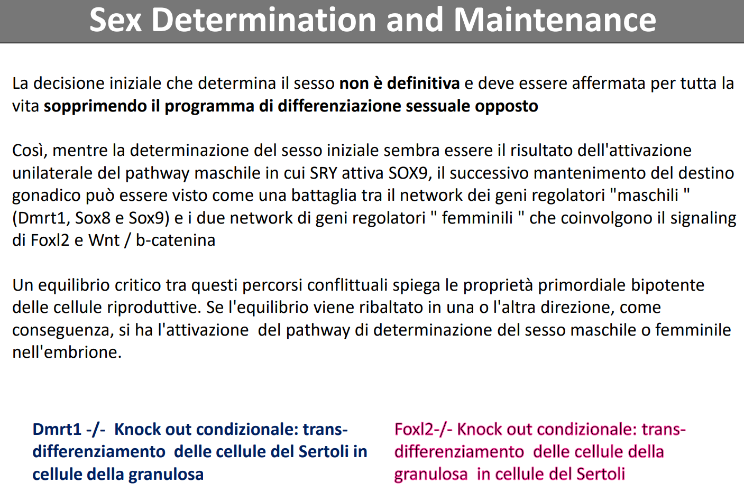 Sex Determination and Maintenance
La decisione iniziale che determina il sesso non è definitiva e deve essere affermata per tutta la
vita sopprimendo il programma di differenziazione sessuale opposto
Così, mentre la determinazione del sesso iniziale sembra essere il risultato dell'attivazione
unilaterale del pathway maschile in cui SRY attiva SOX9, il successivo mantenimento del destino
gonadico può essere visto come una battaglia tra il network dei geni regolatori "maschili "
(Dmrt1, Sox8 e Sox9) e i due network di geni regolatori " femminili " che coinvolgono il signaling
di Foxl2 e Wnt / b-catenina
Un equilibrio critico tra questi percorsi conflittuali spiega le proprietà primordiale bipotente
delle cellule riproduttive. Se l'equilibrio viene ribaltato in una o l'altra direzione, come
conseguenza, si ha l'attivazione  del pathway di determinazione del sesso maschile o femminile
nell'embrione.
Dmrt1 -/-  Knock out condizionale: trans-
differenziamento  delle cellule del Sertoli in
cellule della granulosa
Foxl2-/- Knock out condizionale: trans-
differenziamento  delle cellule della
granulosa  in cellule del Sertoli